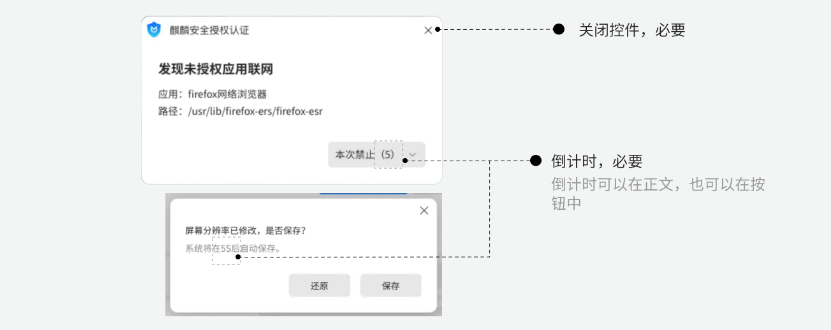 麒麟安全授权认证
关闭控件，必要
发现未授权应用联网
应用：firefox网络浏览器
路径：/usr/lib/firefox-ers/firefox-esr
本次禁止（5）
倒计时，必要
倒计时可以在正文，也可以在按
钮中
屏幕分辨率已修改，是否保存？
系统将在5S后自动保存。
还原
保存